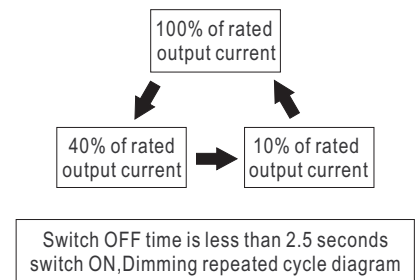 100% of rated
output current
40% of rated
output current
10% of rated
output current
Switch OFF time is less than 2.5 seconds
switch ON,Dimming repeated cycle diagram